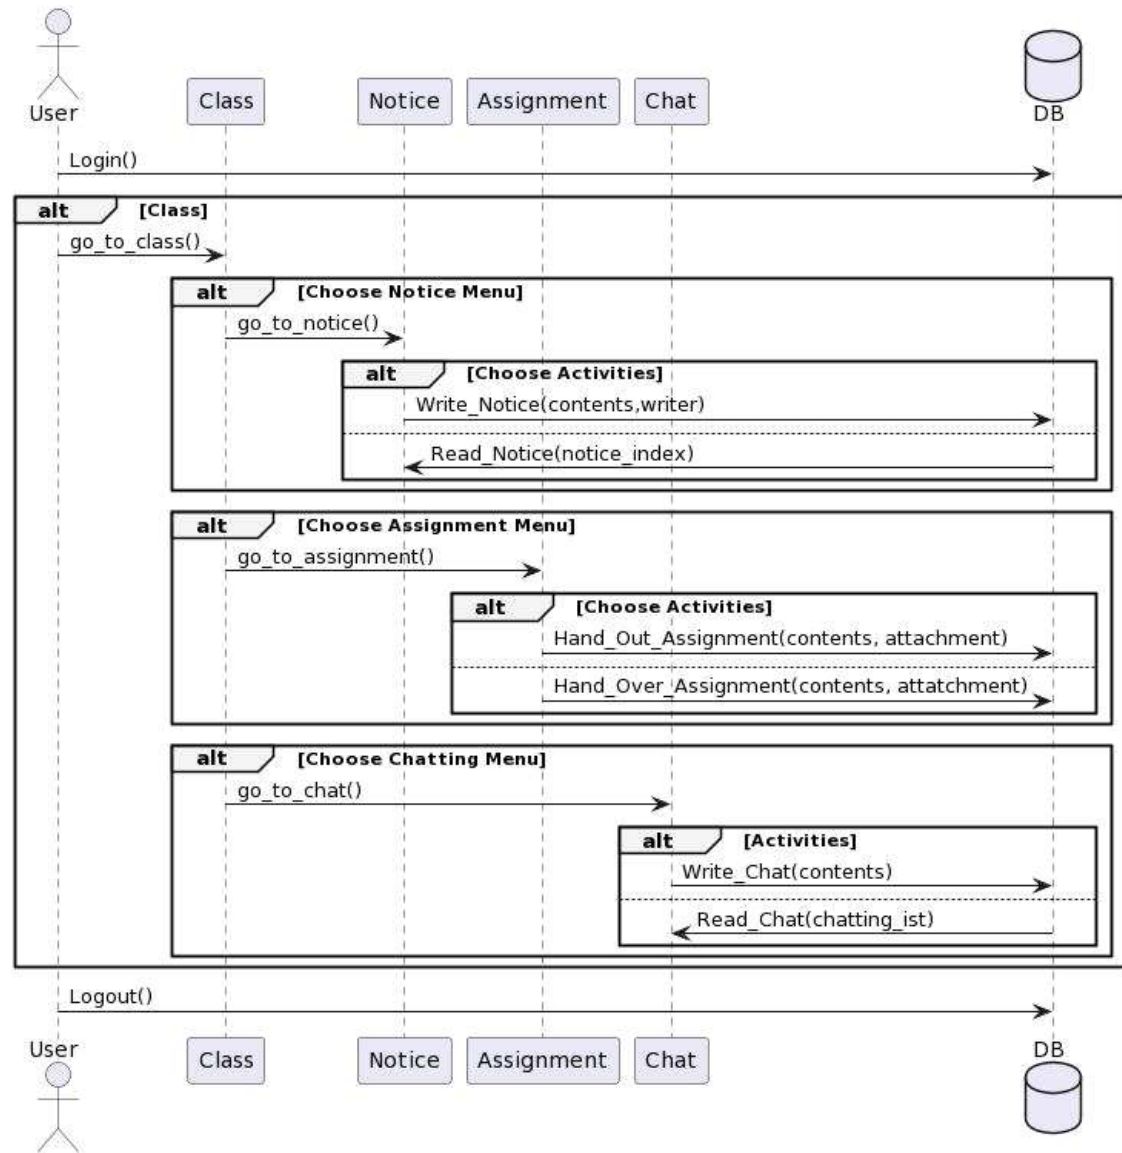 User
Class
Notice
Assignment
Chat
DB
Login()
alt [Class]
go_to_class()
alt [Choose Notice Menu]
go_to_notice()
alt [Choose Activities]
Write_Notice(contents,writer)
Read_Notice(notice_index)
alt [Choose Assignment Menu]
go_to_assignment()
alt [Choose Activities]
Hand_Out_Assignment(contents, attachment)
Hand_Over_Assignment(contents, attatchment)
alt [Choose Chatting Menu]
go_to_chat()
alt [Activities]
Write_Chat(contents)
Read_Chat(chatting_ist)
Logout()
User
Class
Notice
Assignment
Chat
DB